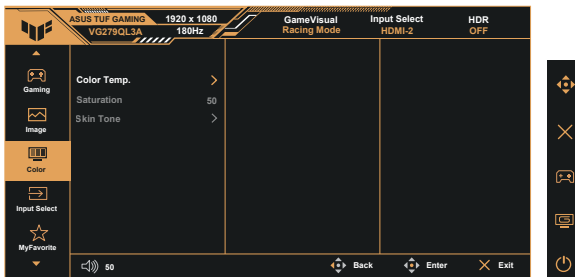 ASUS TUF GAMING 1920 x 1080 GameVisual Input Select HDR
VG279QL3A 180Hz Racing Mode HDMI-2 OFF
Gaming
Color Temp.
Saturation 50
Skin Tone
Image
Color
Input Select
MyFavorite
50 Back Enter Exit